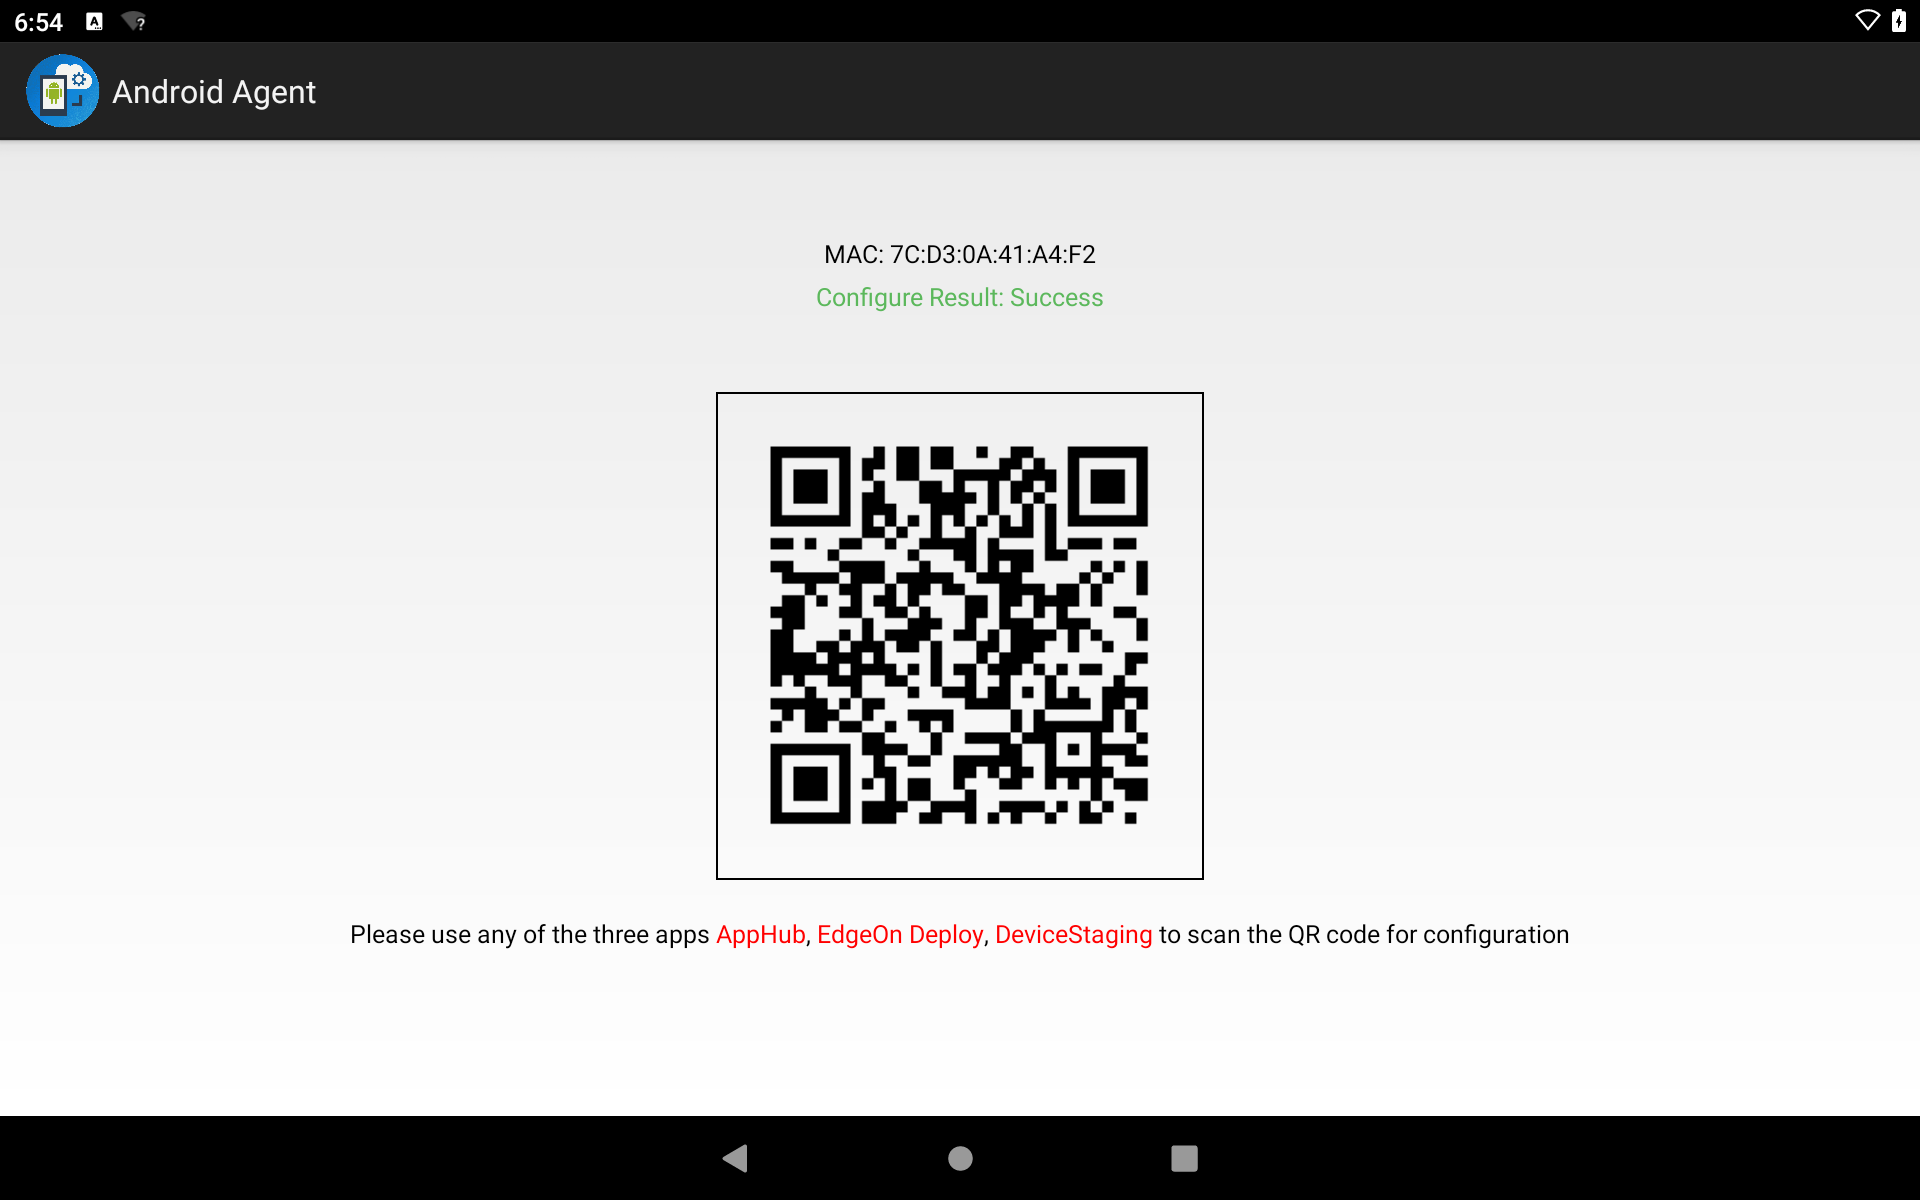 6:54
Android Agent
MAC: 7C:D3:0A:41:A4:F2
Configure Result: Success
Please use any of the three apps AppHub, EdgeOn Deploy, DeviceStaging to scan the QR code for configuration